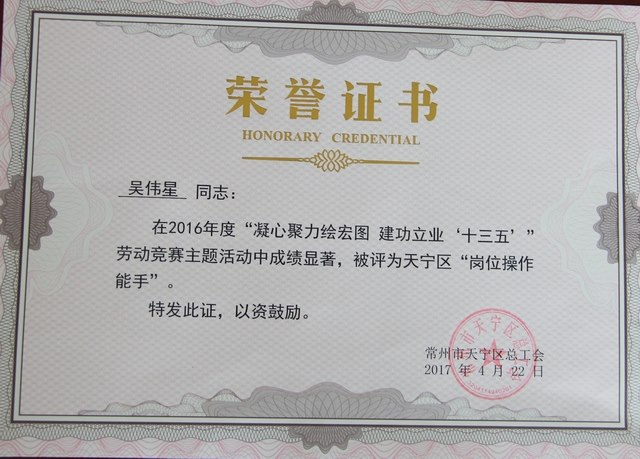 荣誉证书
HONORARY CREDENTIAL
吴伟星 同志：
在2016年度“凝心聚力绘宏图 建功立业‘十三五’”
劳动竞赛主题活动中成绩显著，被评为天宁区“岗位操作
能手”。
特发此证，以资鼓励。
常州市天宁区总工会
2017 年 4 月 22 日